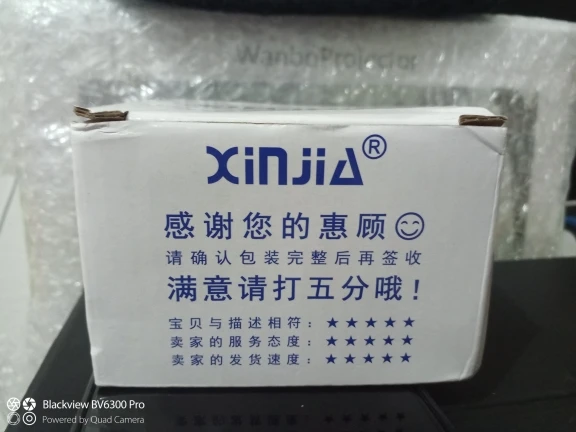 Wanbo Projector
XINJIA®
感谢您的惠顾
请确认包装完整后再签收
满意请打五分哦!
宝贝与描述相符: ★★★★★
卖家的服务态度: ★★★★★
卖家的发货速度: ★★★★★
Blackview BV6300 Pro
Powered by Quad Camera